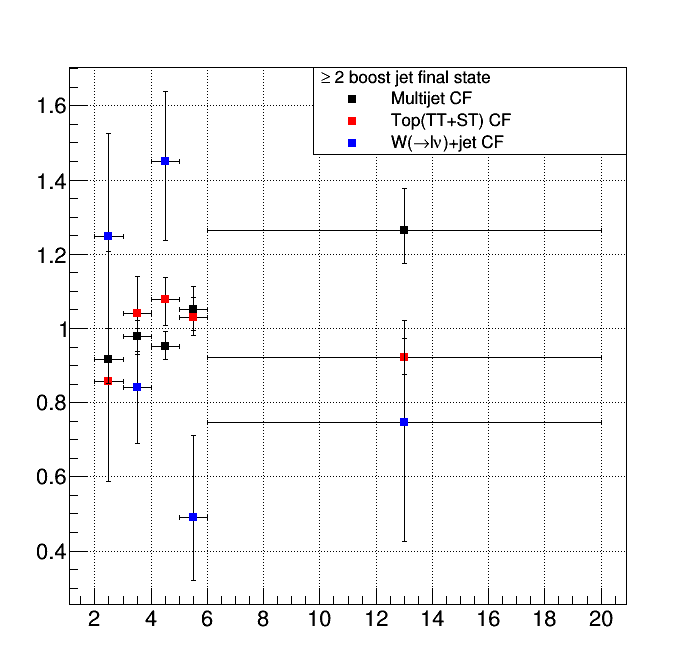 ≥ 2 boost jet final state
Multijet CF
Top(TT+ST) CF
W(→lν)+jet CF
1.6
1.4
1.2
1
0.8
0.6
0.4
2 4 6 8 10 12 14 16 18 20